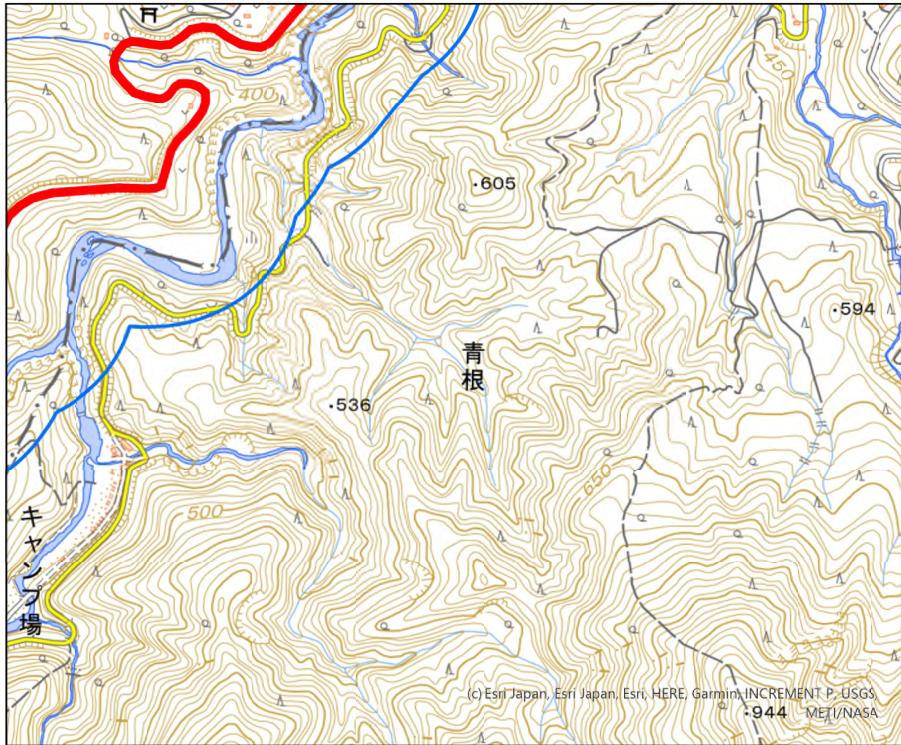 400
450
605
594
青根
536
650
500
キャンプ場
(c) Esri Japan, Esri Japan, Esri, HERE, Garmin, INCREMENT P, USGS,
944 METI/NASA